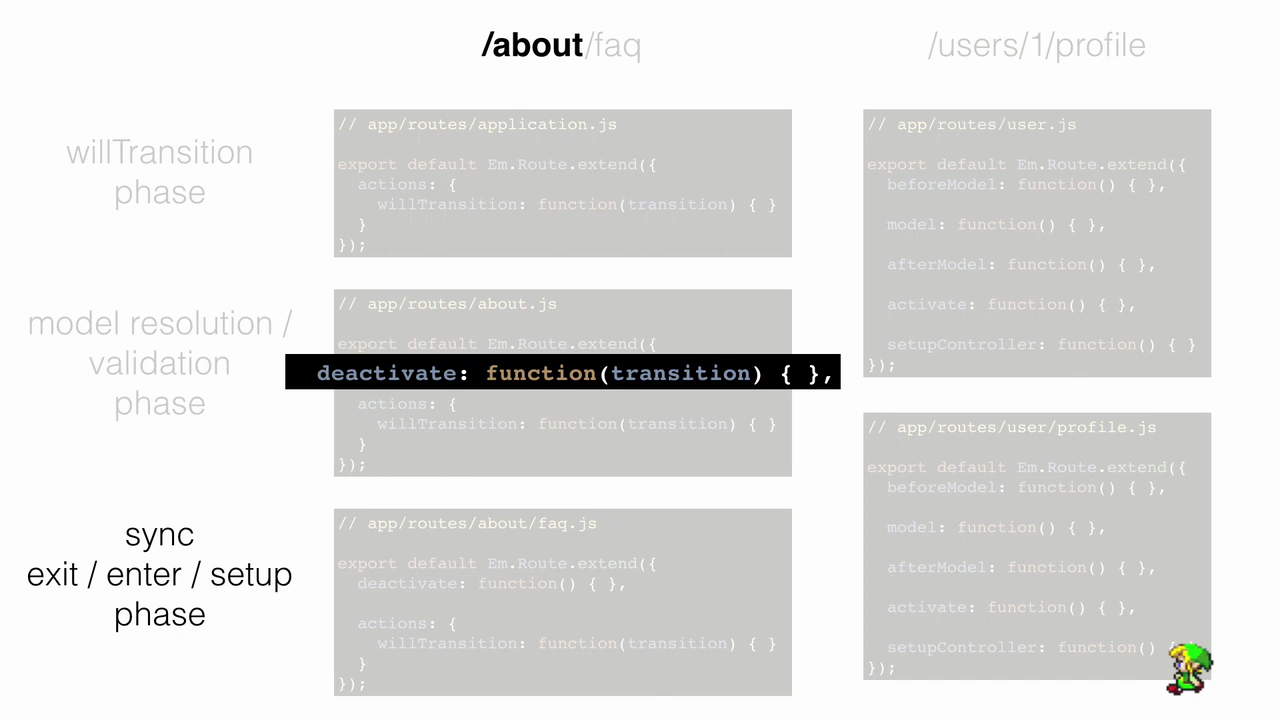 /about/faq
/users/1/profile
willTransition
phase
model resolution /
validation
phase
sync
exit / enter / setup
phase
// app/routes/application.js
export default Em.Route.extend({
actions: {
willTransition: function(transition) { }
}
});
// app/routes/about.js
export default Em.Route.extend({
deactivate: function(transition) { },
actions: {
willTransition: function(transition) { }
}
});
// app/routes/about/faq.js
export default Em.Route.extend({
deactivate: function() { },
actions: {
willTransition: function(transition) { }
}
});
// app/routes/user.js
export default Em.Route.extend({
beforeModel: function() { },
model: function() { },
afterModel: function() { },
activate: function() { },
setupController: function() { }
});
// app/routes/user/profile.js
export default Em.Route.extend({
beforeModel: function() { },
model: function() { },
afterModel: function() { },
activate: function() { },
setupController: function() {
});